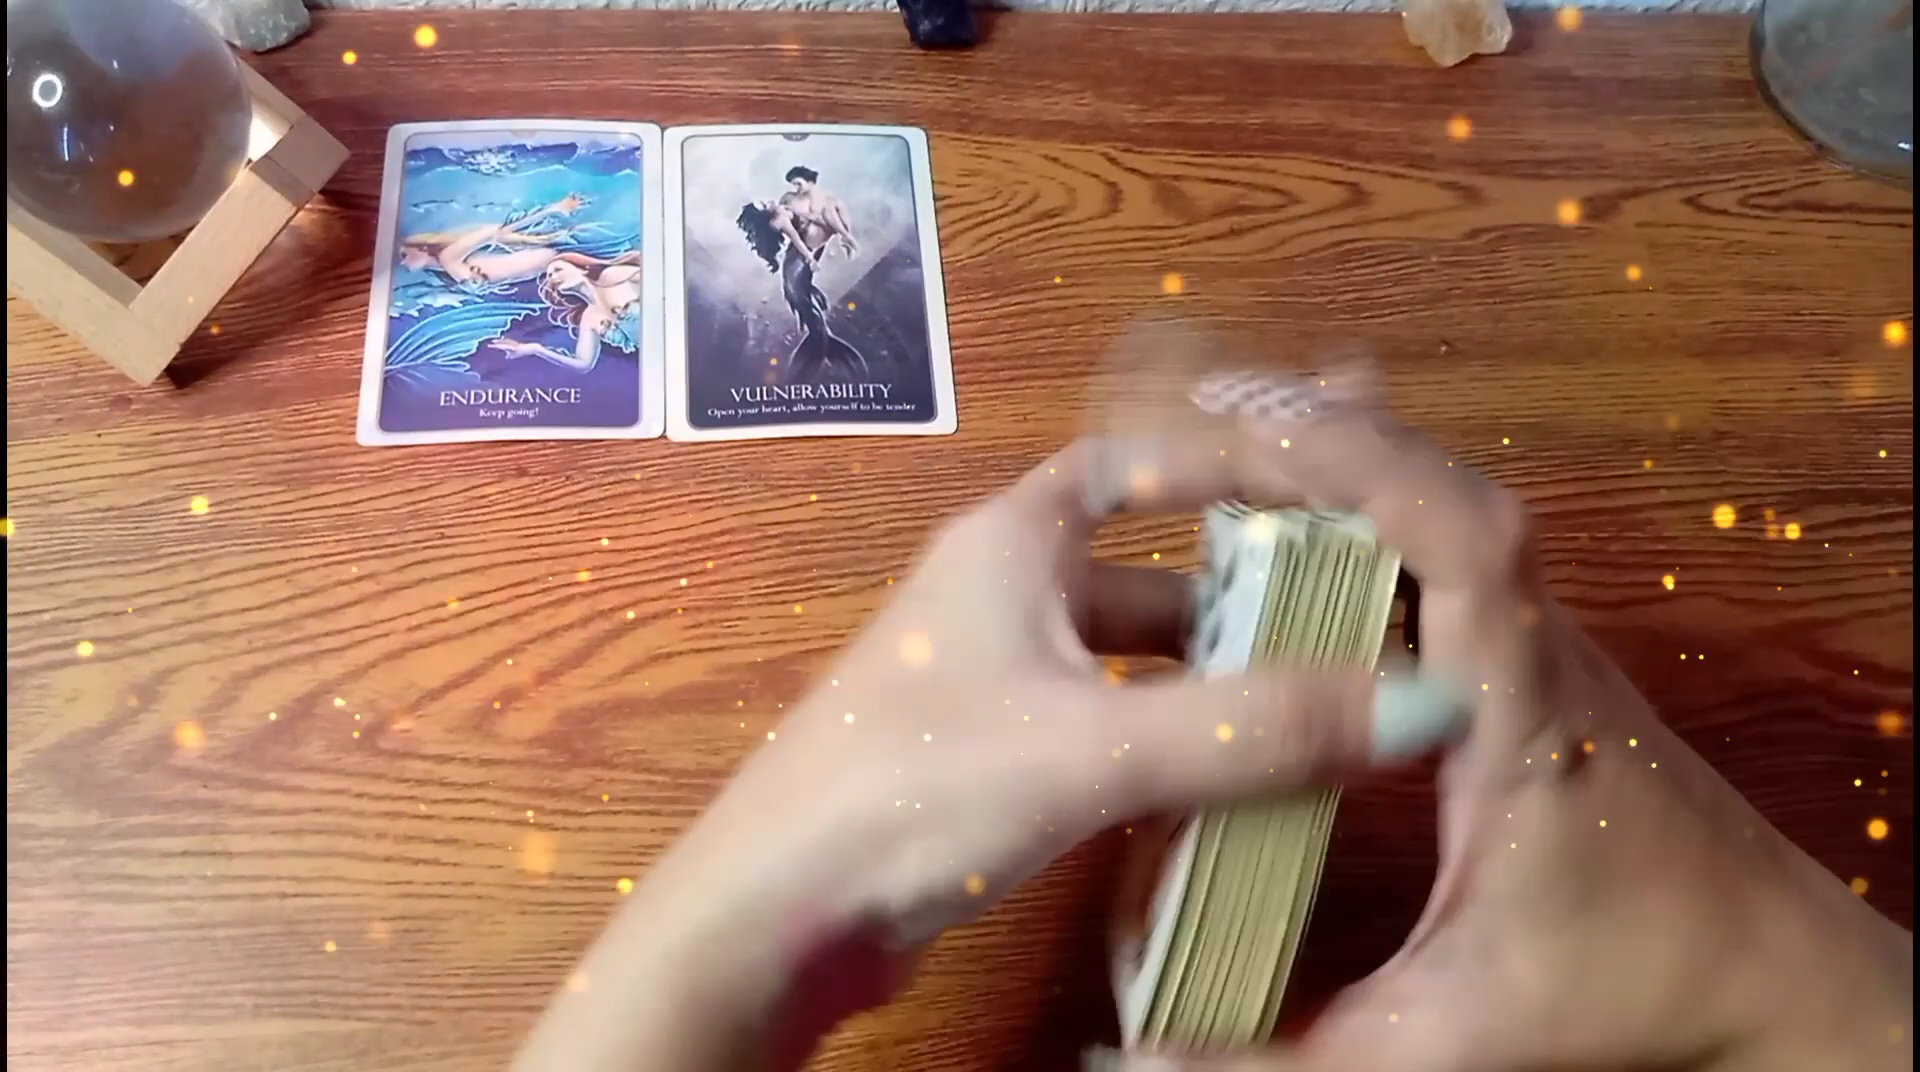 ENDURANCE
Keep going!
VULNERABILITY
Open your heart, allow yourself to be tender